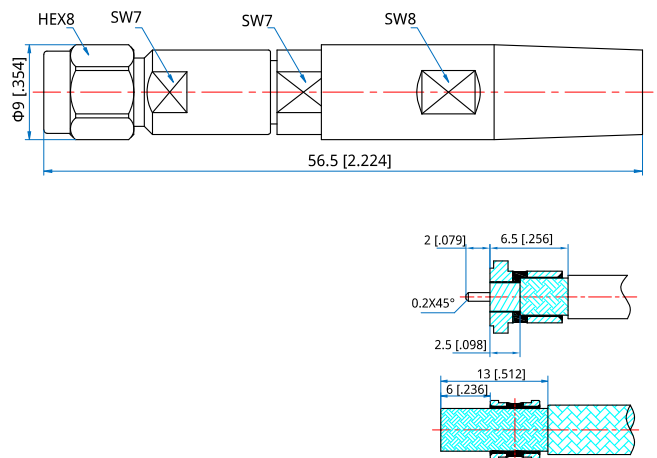 HEX8
SW7
SW7
SW8
Φ9 [.354]
56.5 [2.224]
2 [.079]
6.5 [.256]
0.2X45°
2.5 [.098]
13 [.512]
6 [.236]